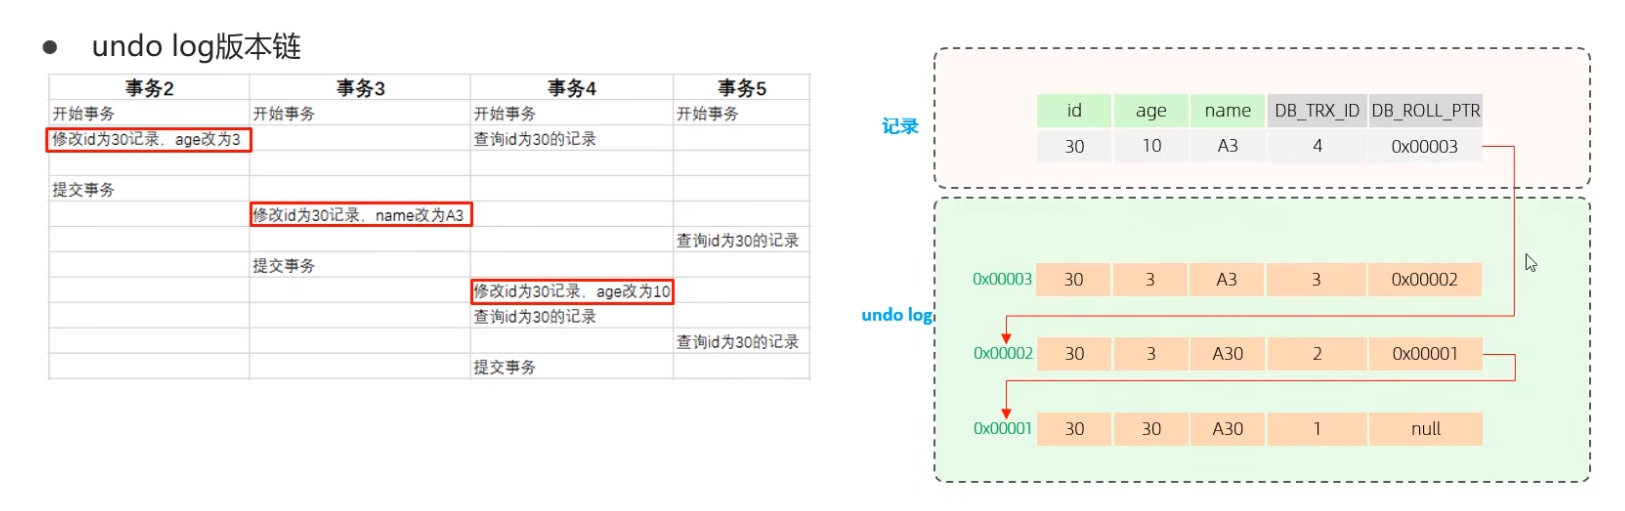 ● undo log版本链
事务2 事务3 事务4 事务5
开始事务 开始事务 开始事务 开始事务
修改id为30记录，age改为3 查询id为30的记录
提交事务
修改id为30记录，name改为A3
查询id为30的记录
提交事务
修改id为30记录，age改为10
查询id为30的记录
查询id为30的记录
提交事务
记录
id age name DB_TRX_ID DB_ROLL_PTR
30 10 A3 4 0x00003
undo log
0x00003 30 3 A3 3 0x00002
0x00002 30 3 A30 2 0x00001
0x00001 30 30 A30 1 null